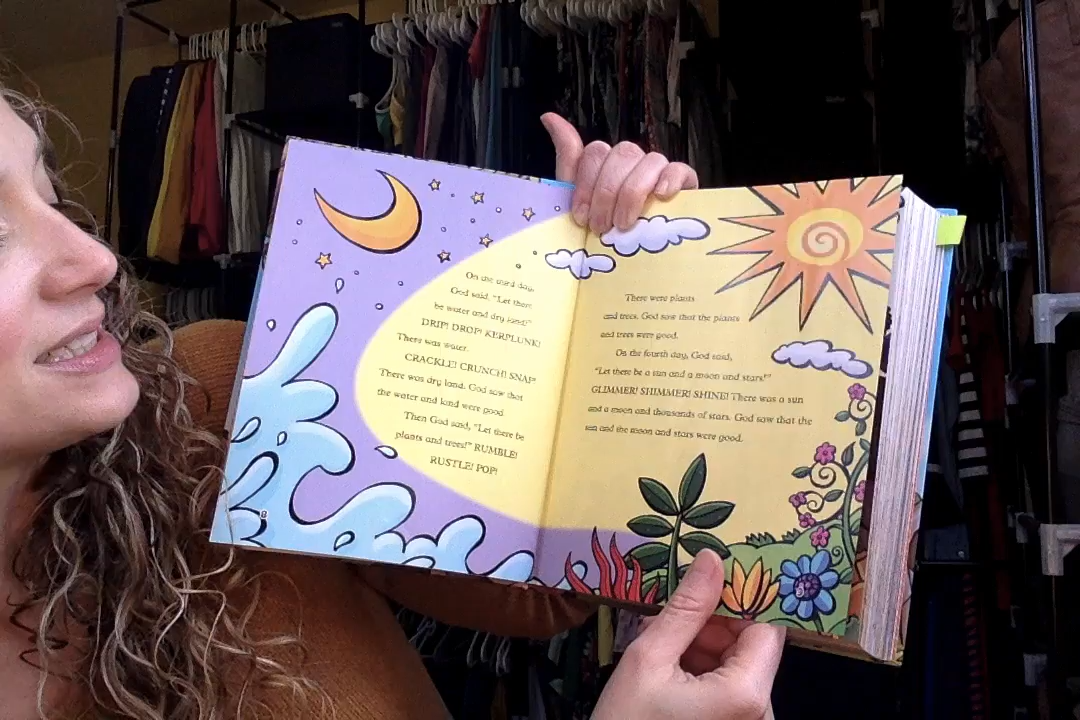 On the third day,
God said, "Let there
be water and dry land!"
DRIP! DROP! KERPLUNK!
There was water.
CRACKLE! CRUNCH! SNAP!
There was dry land. God saw that
the water and land were good.
Then God said, "Let there be
plants and trees!" RUMBLE!
RUSTLE! POP!
8
There were plants
and trees. God saw that the plants
and trees were good.
On the fourth day, God said,
"Let there be a sun and a moon and stars!"
GLIMMER! SHIMMER! SHINE! There was a sun
and a moon and thousands of stars. God saw that the
sun and the moon and stars were good.